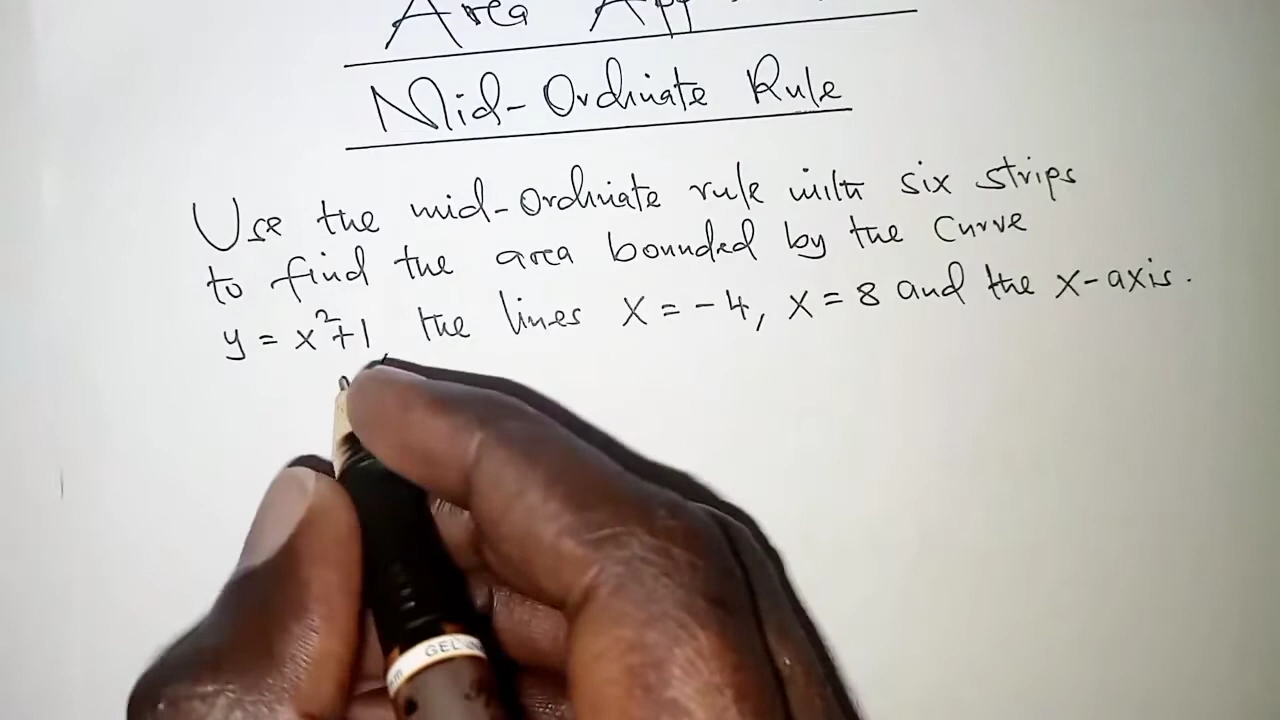 Area
Mid-Ordinate Rule
Use the mid-Ordinate rule with six strips
to find the area bounded by the curve
y = x²+1 the lines x = -4, x = 8 and the x-axis.